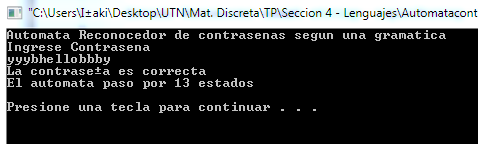 "C:\Users\I±aki\Desktop\UTN\Mat. Discreta\TP\Seccion 4 - Lenguajes\Automatacont
Automata Reconocedor de contrasenas segun una gramatica
Ingrese Contrasena
yyybhellobbby
La contrase±a es correcta
El automata paso por 13 estados
Presione una tecla para continuar . . .